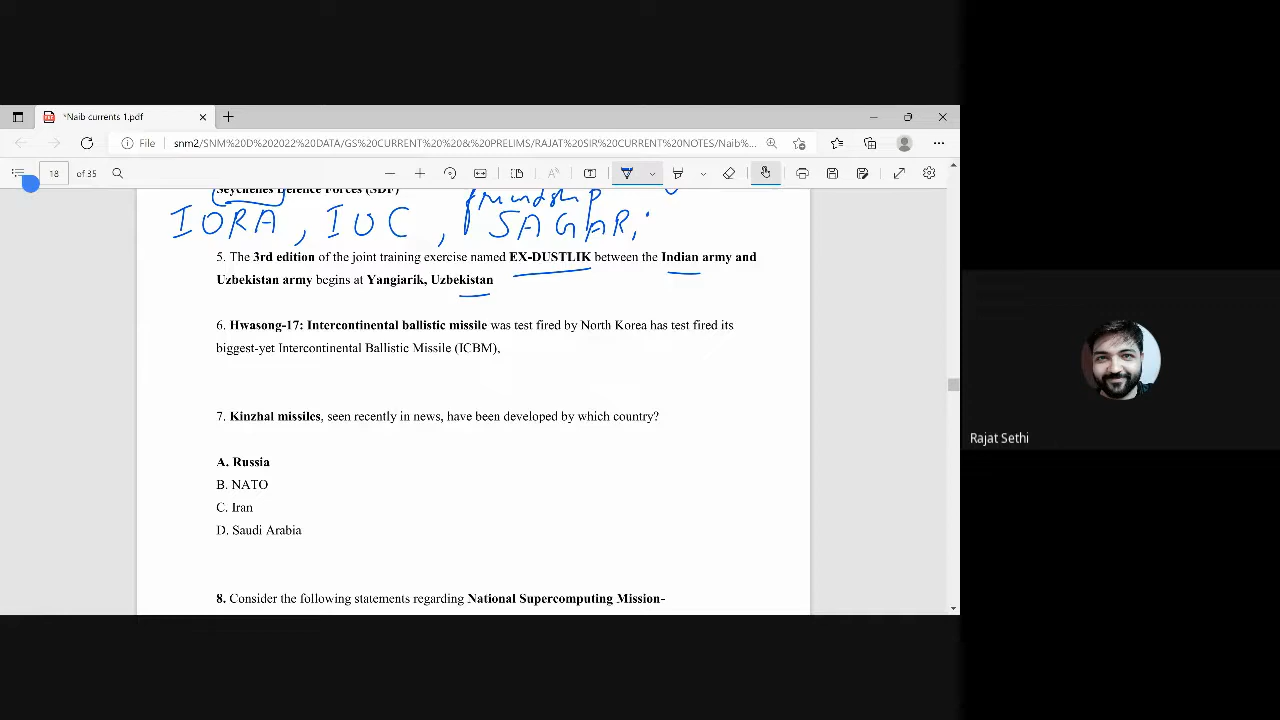 *Naib currents 1.pdf
File snm2/SNM%20D%202022%20DATA/GS%20CURRENT%20%20&%20PRELIMS/RAJAT%20SIR%20CURRENT%20NOTES/Naib%...
18 of 35
Seychelles Defence Forces (SDF)
friendship
IORA, IOC, SAGAR,
5. The 3rd edition of the joint training exercise named EX-DUSTLIK between the Indian army and
Uzbekistan army begins at Yangiarik, Uzbekistan
6. Hwasong-17: Intercontinental ballistic missile was test fired by North Korea has test fired its
biggest-yet Intercontinental Ballistic Missile (ICBM),
7. Kinzhal missiles, seen recently in news, have been developed by which country?
A. Russia
B. NATO
C. Iran
D. Saudi Arabia
8. Consider the following statements regarding National Supercomputing Mission-
Rajat Sethi